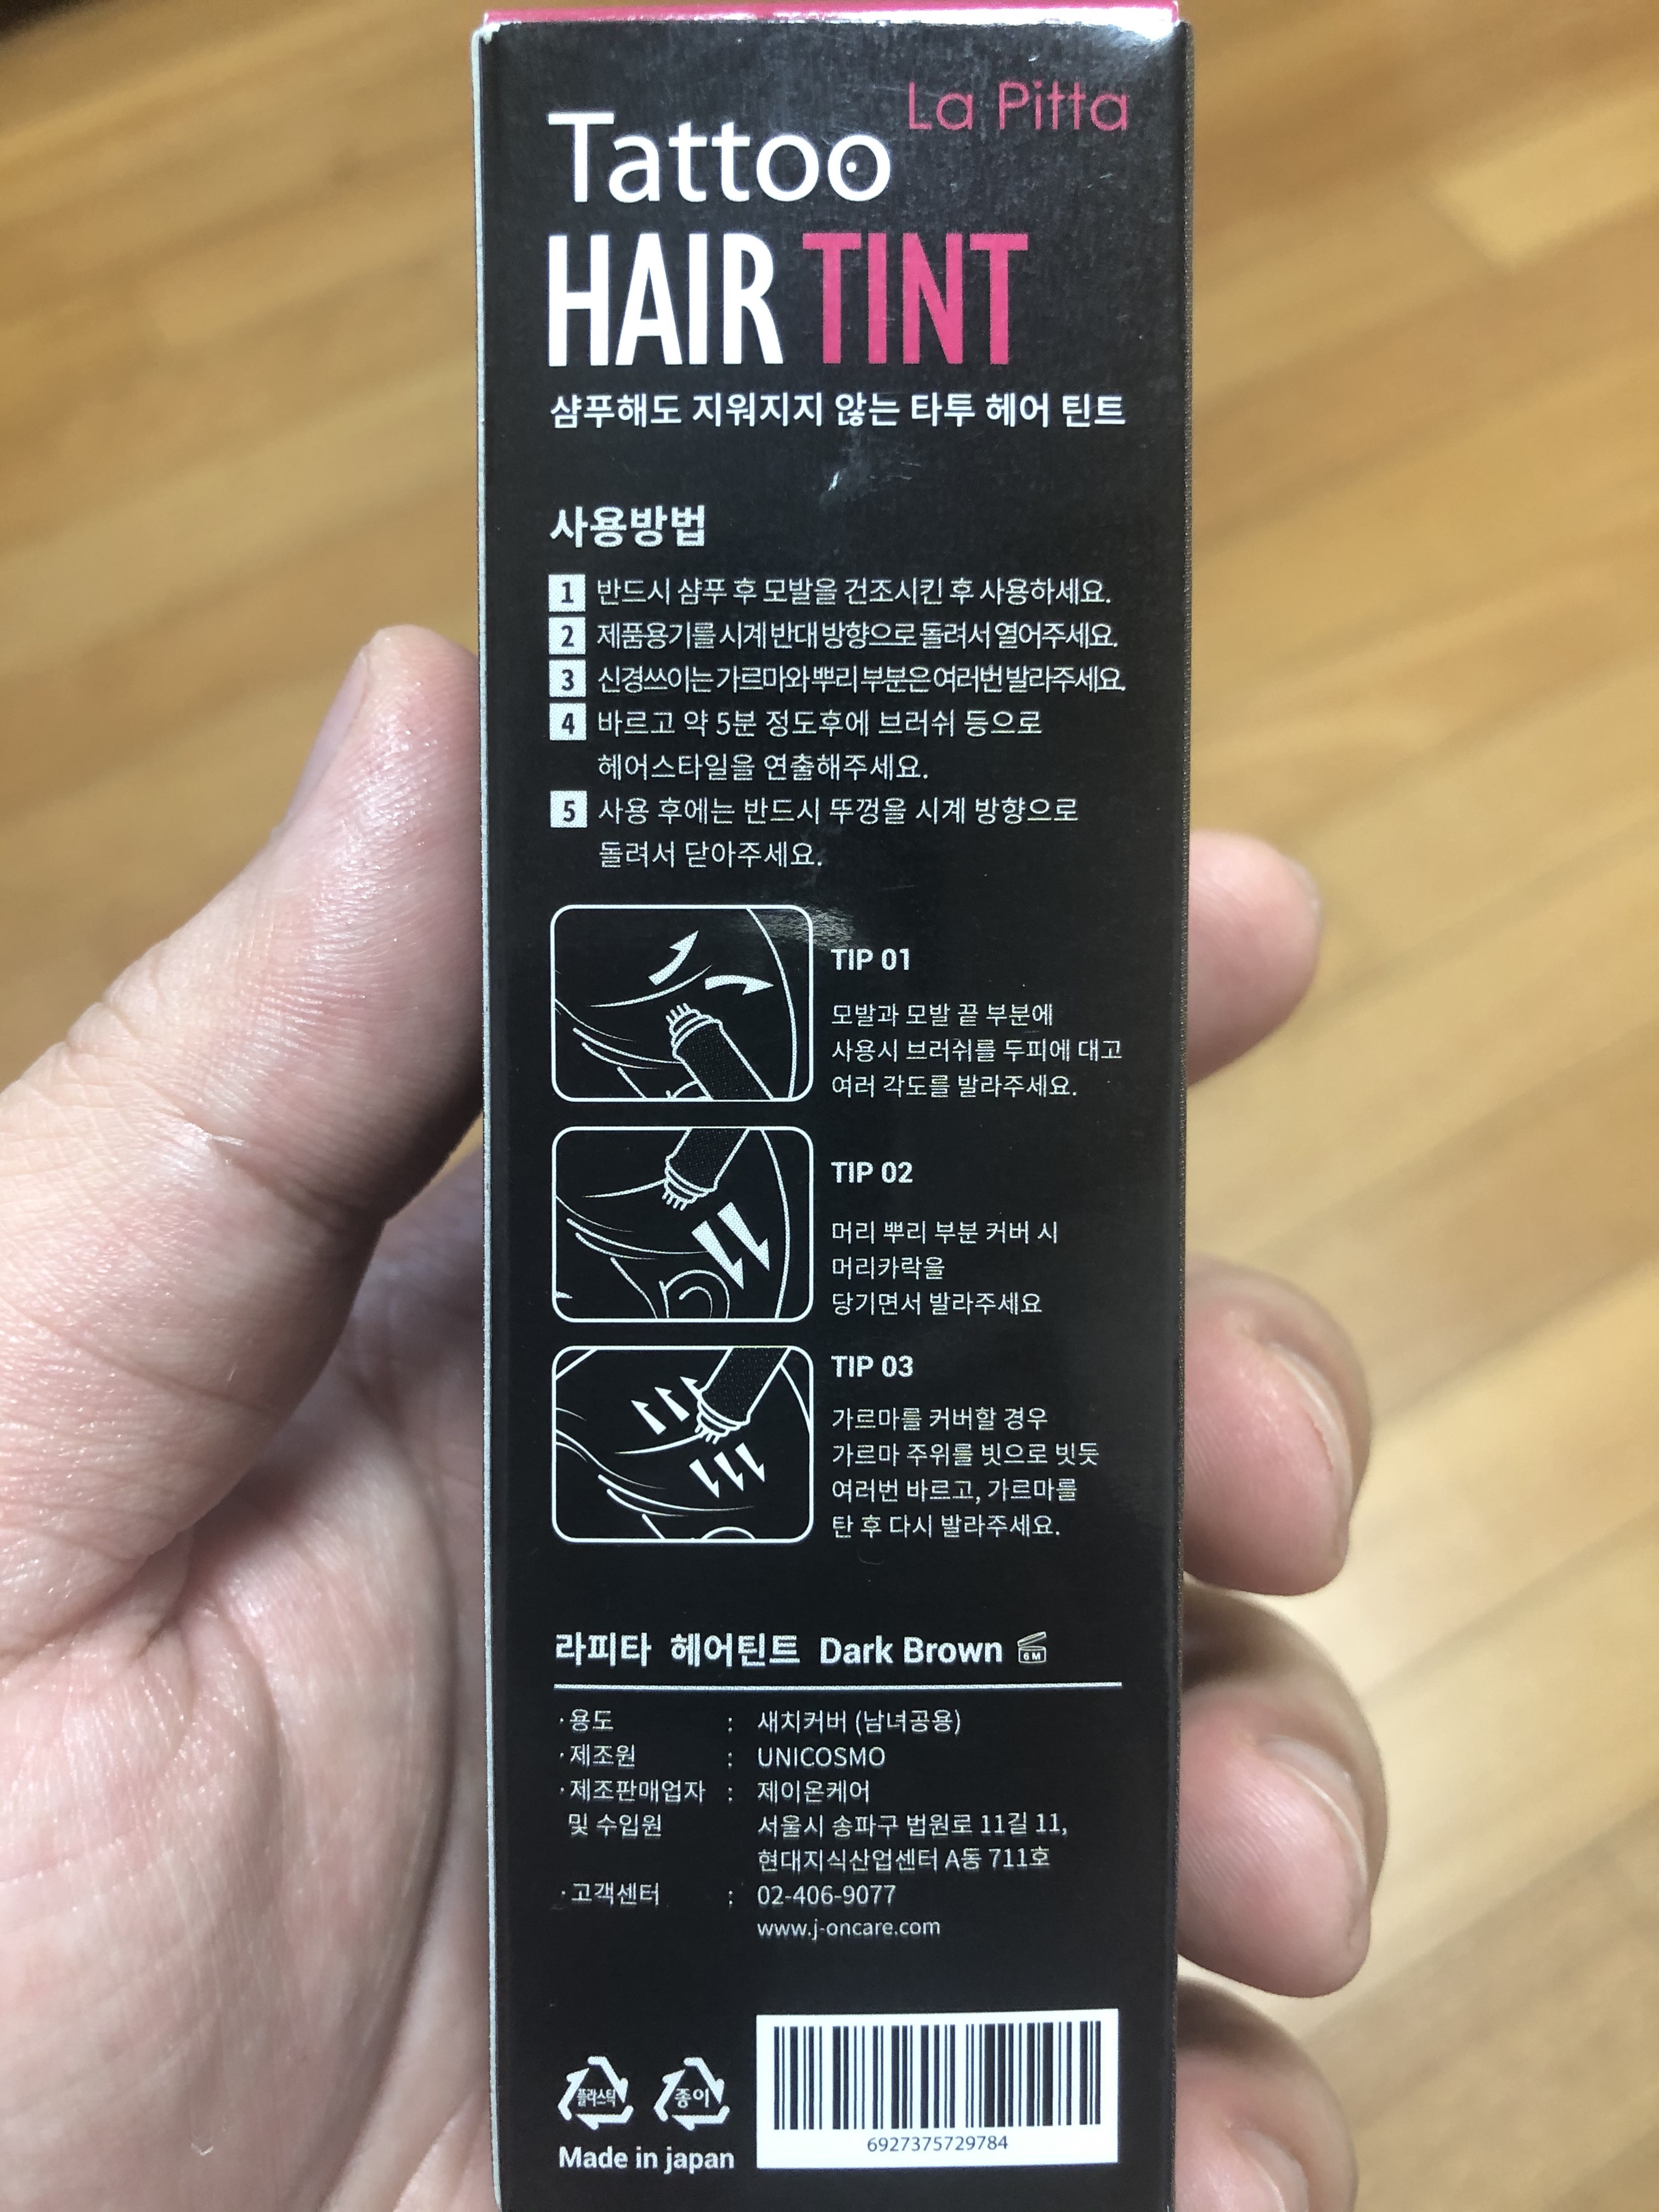 La Pitta
Tattoo
HAIR TINT
샴푸해도 지워지지 않는 타투 헤어 틴트
사용방법
1 반드시 샴푸 후 모발을 건조시킨 후 사용하세요.
2 제품용기를 시계 반대 방향으로 돌려서 열어주세요.
3 신경쓰이는 가르마와 뿌리 부분은 여러번 발라주세요.
4 바르고 약 5분 정도후에 브러쉬 등으로
헤어스타일을 연출해주세요.
5 사용 후에는 반드시 뚜껑을 시계 방향으로
돌려서 닫아주세요.
TIP 01
모발과 모발 끝 부분에
사용시 브러쉬를 두피에 대고
여러 각도를 발라주세요.
TIP 02
머리 뿌리 부분 커버 시
머리카락을
당기면서 발라주세요
TIP 03
가르마를 커버할 경우
가르마 주위를 빗으로 빗듯
여러번 바르고, 가르마를
탄 후 다시 발라주세요.
라피타 헤어틴트 Dark Brown 6M
·용도 : 새치커버 (남녀공용)
·제조원 : UNICOSMO
·제조판매업자 : 제이온케어
및 수입원 서울시 송파구 법원로 11길 11,
현대지식산업센터 A동 711호
·고객센터 : 02-406-9077
www.j-oncare.com
플라스틱 종이
Made in japan
6927375729784